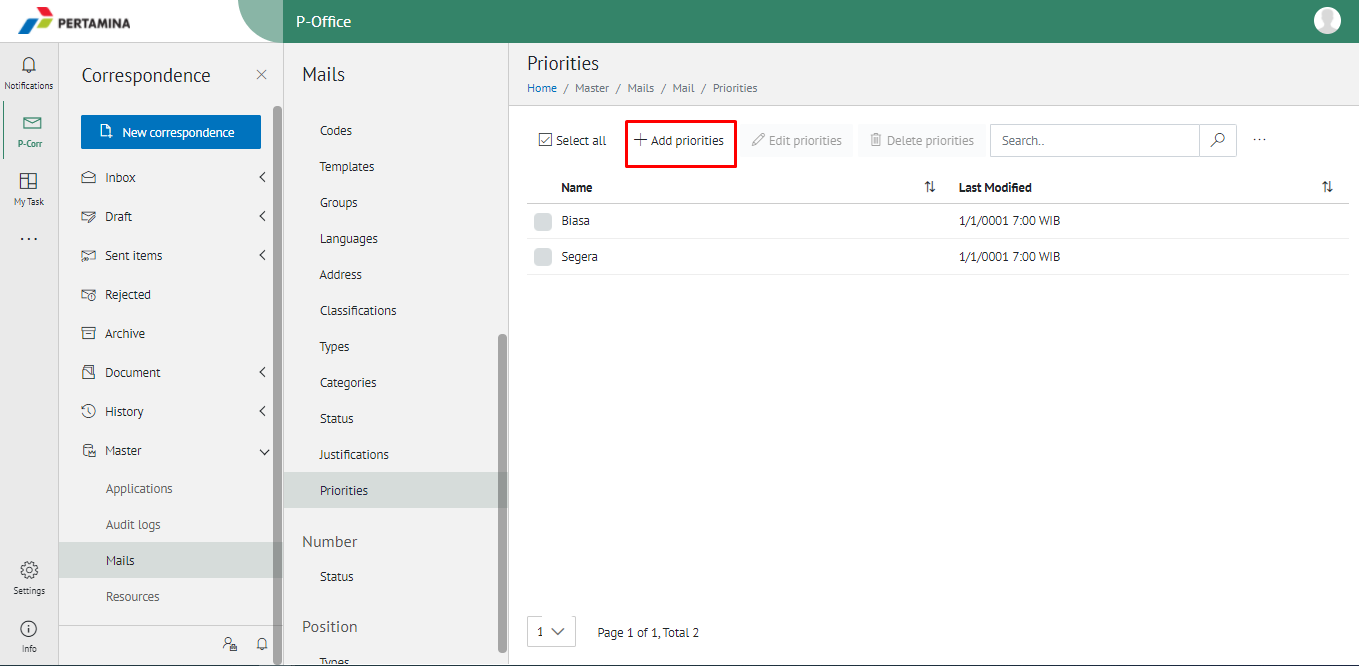 PERTAMINA
P-Office
Notifications
P-Corr
My Task
Settings
Info
Correspondence
New correspondence
Inbox
Draft
Sent items
Rejected
Archive
Document
History
Master
Applications
Audit logs
Mails
Resources
Mails
Codes
Templates
Groups
Languages
Address
Classifications
Types
Categories
Status
Justifications
Priorities
Number
Status
Position
Types
Priorities
Home / Master / Mails / Mail / Priorities
Select all + Add priorities Edit priorities Delete priorities Search.. ...
Name Last Modified
Biasa 1/1/0001 7:00 WIB
Segera 1/1/0001 7:00 WIB
1 Page 1 of 1, Total 2